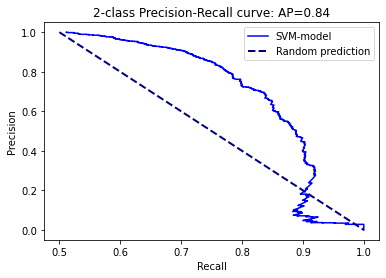 2-class Precision-Recall curve: AP=0.84
SVM-model
Random prediction
Precision
1.0
0.8
0.6
0.4
0.2
0.0
0.5 0.6 0.7 0.8 0.9 1.0
Recall